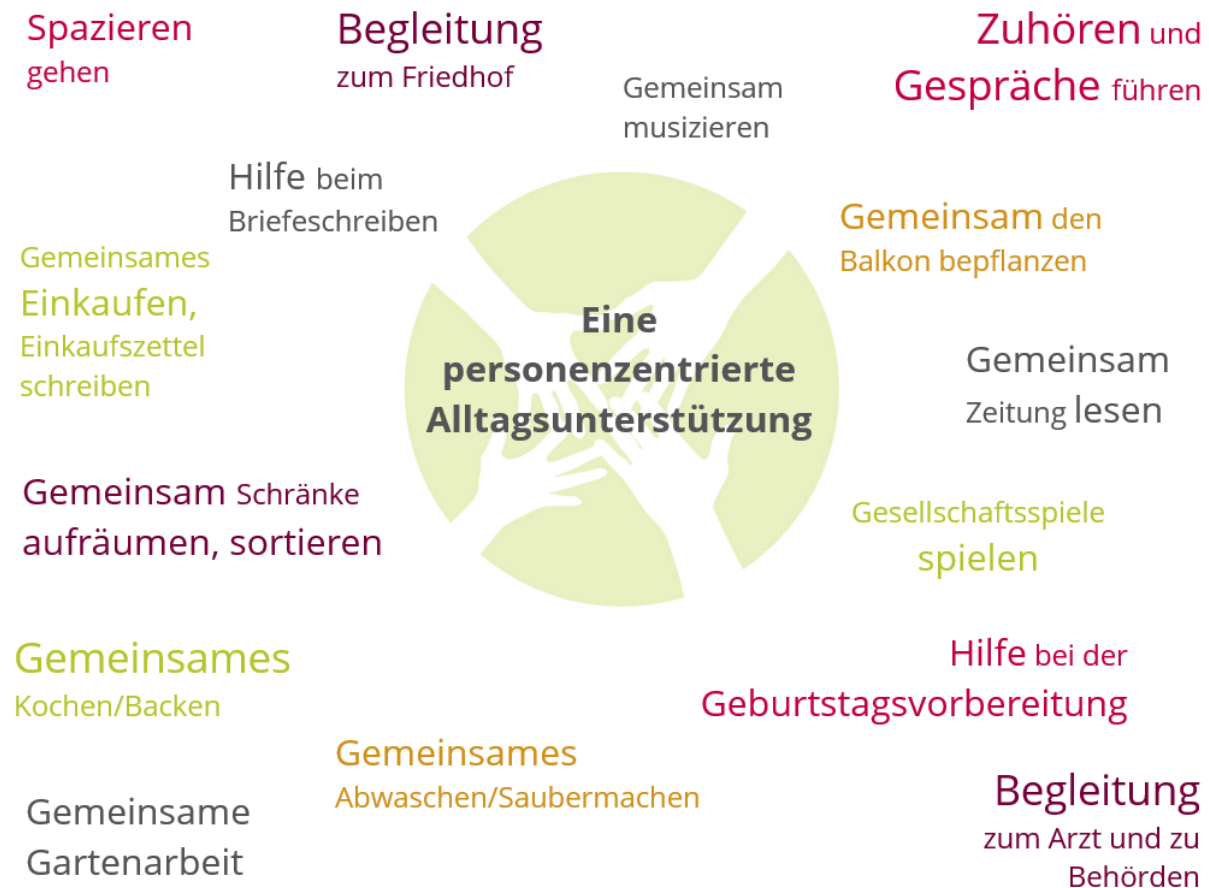 Spazieren
gehen
Begleitung
zum Friedhof
Gemeinsam
musizieren
Zuhören und
Gespräche führen
Hilfe beim
Briefeschreiben
Gemeinsam den
Balkon bepflanzen
Gemeinsames
Einkaufen,
Einkaufszettel
schreiben
Eine
personenzentrierte
Alltagsunterstützung
Gemeinsam
Zeitung lesen
Gemeinsam Schränke
aufräumen, sortieren
Gesellschaftsspiele
spielen
Gemeinsames
Kochen/Backen
Hilfe bei der
Geburtstagsvorbereitung
Gemeinsames
Abwaschen/Saubermachen
Gemeinsame
Gartenarbeit
Begleitung
zum Arzt und zu
Behörden